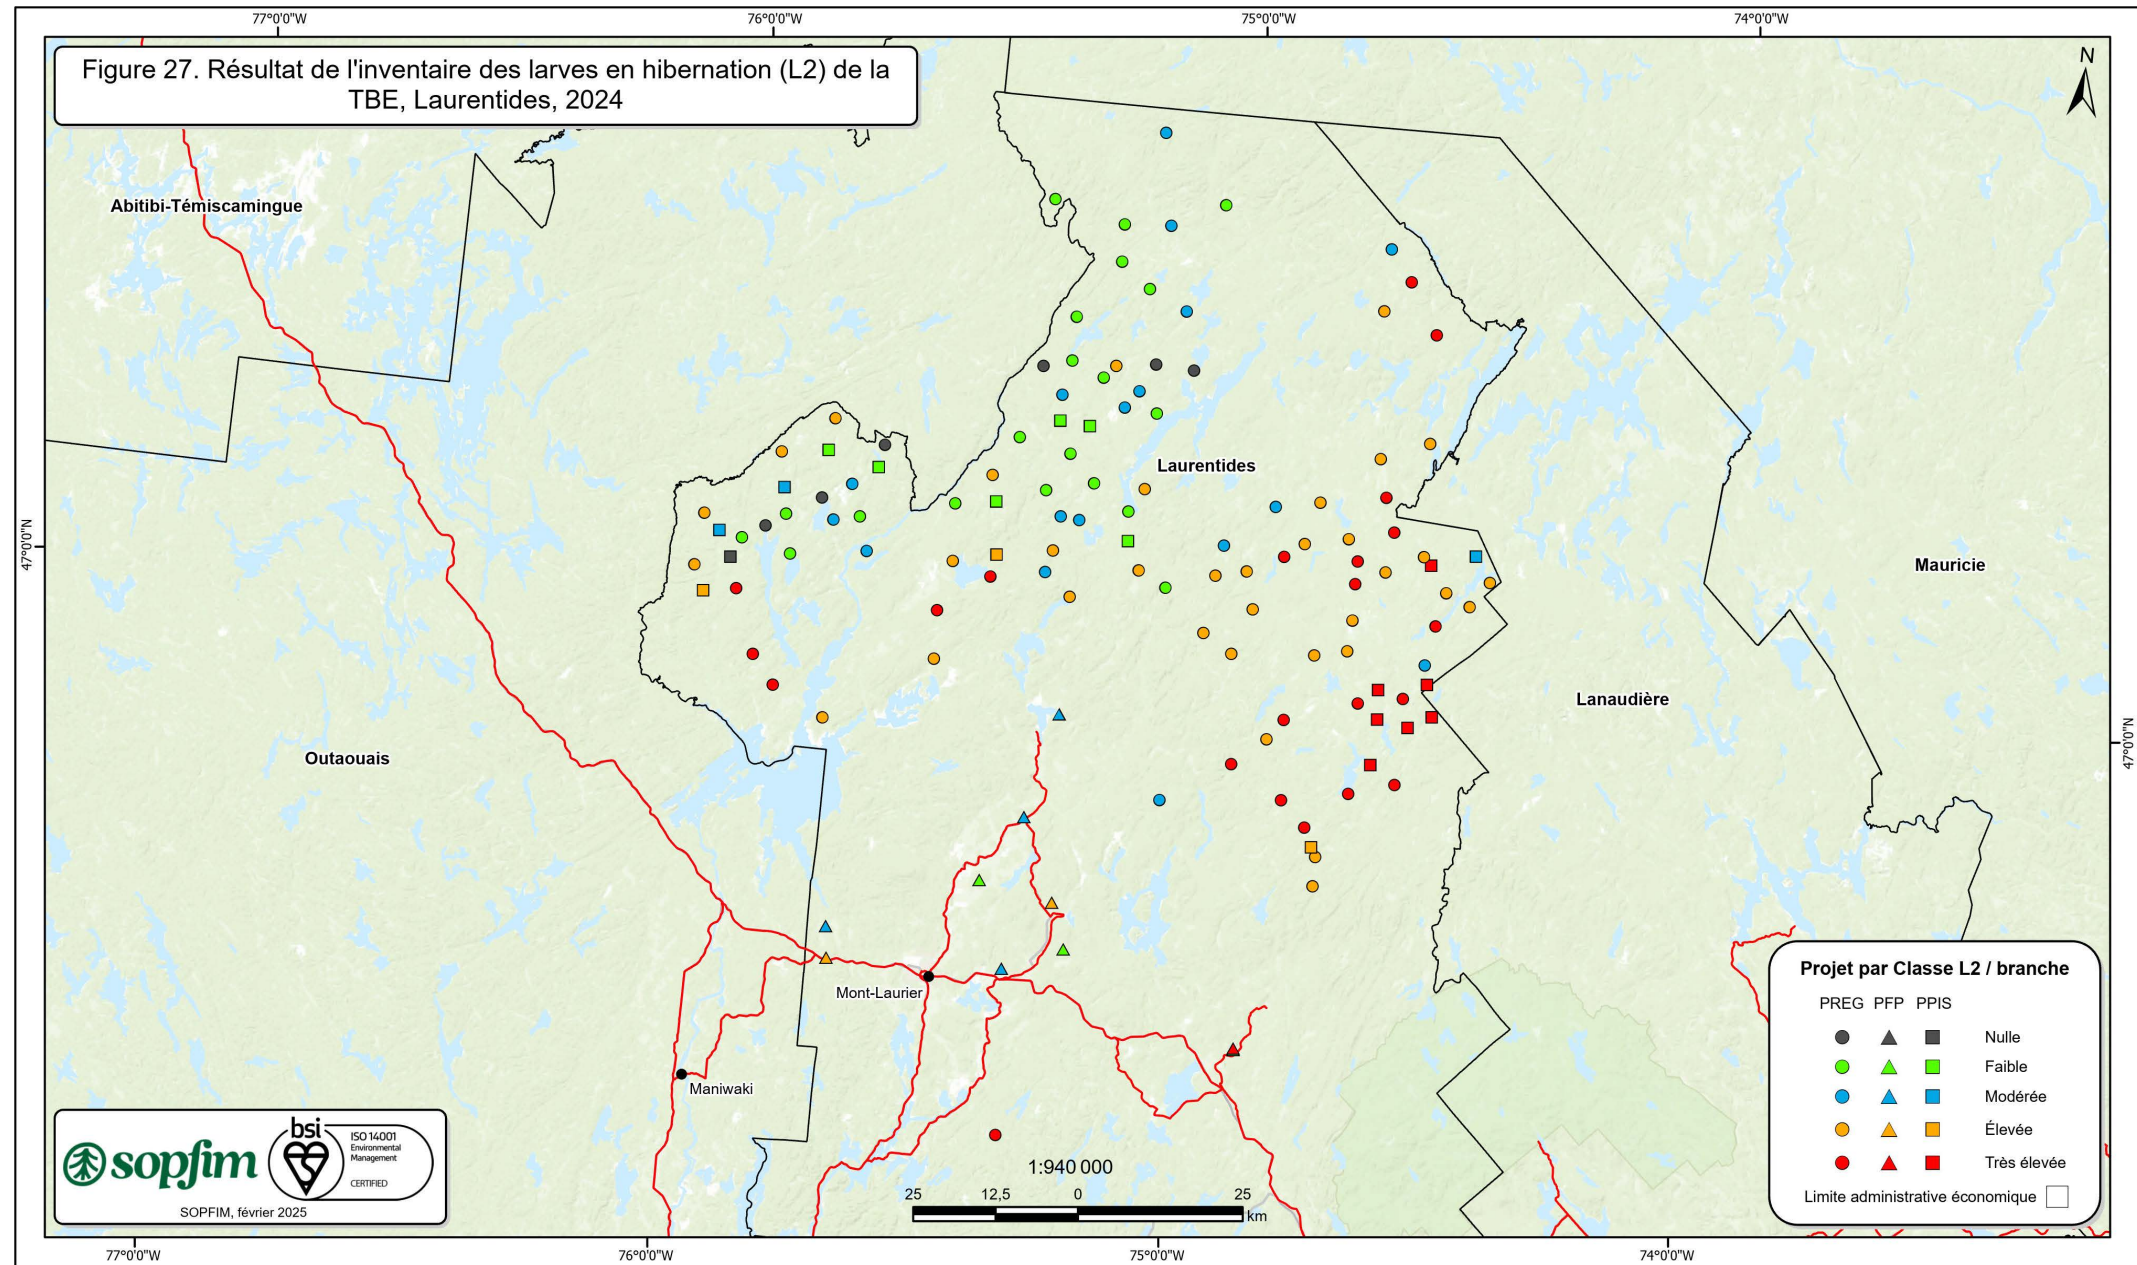 77°0'0"W 76°0'0"W 75°0'0"W 74°0'0"W
Figure 27. Résultat de l'inventaire des larves en hibernation (L2) de la
TBE, Laurentides, 2024
N
Abitibi-Témiscamingue
Laurentides
47°0'0"N
Mauricie
Lanaudière
47°0'0"N
Outaouais
Mont-Laurier
Maniwaki
Projet par Classe L2 / branche
PREG PFP PPIS
Nulle
Faible
Modérée
Élevée
Très élevée
Limite administrative économique
sopfim
bsi
ISO 14001
Environmental
Management
CERTIFIED
SOPFIM, février 2025
1:940 000
25 12,5 0 25
km
77°0'0"W 76°0'0"W 75°0'0"W 74°0'0"W